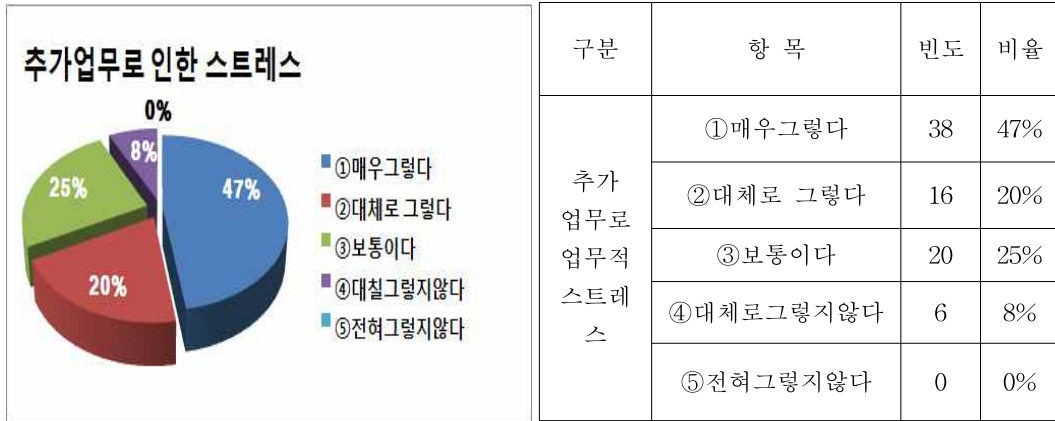 추가업무로 인한 스트레스
0%
8%
25%
47%
20%
①매우그렇다
②대체로 그렇다
③보통이다
④대칠그렇지않다
⑤전혀그렇지않다
구분 항 목 빈도 비율
추가
업무로
업무적
스트레
스
①매우그렇다 38 47%
②대체로 그렇다 16 20%
③보통이다 20 25%
④대체로그렇지않다 6 8%
⑤전혀그렇지않다 0 0%